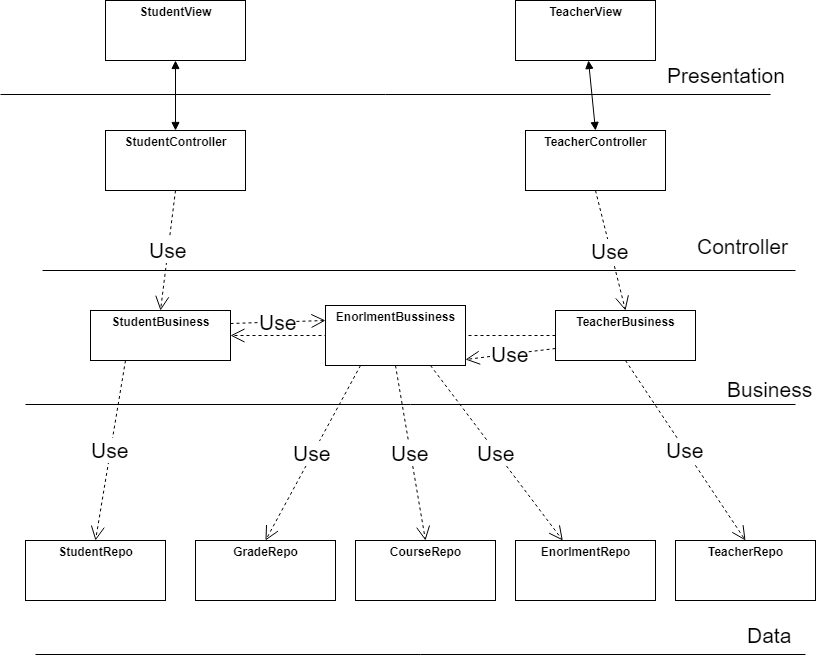 StudentView
TeacherView
Presentation
StudentController
TeacherController
Use
Use
Controller
StudentBusiness
Use
EnorlmentBussiness
Use
TeacherBusiness
Business
Use
Use
Use
Use
Use
StudentRepo
GradeRepo
CourseRepo
EnorlmentRepo
TeacherRepo
Data